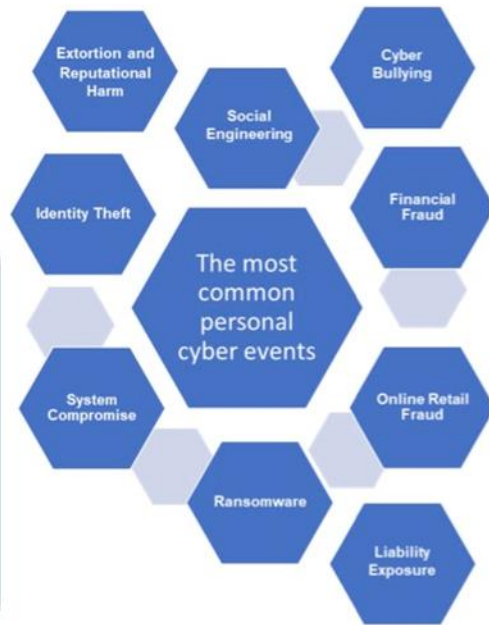 Extortion and
Reputational
Harm
Cyber
Bullying
Social
Engineering
Identity Theft
Financial
Fraud
The most
common
personal
cyber events
System
Compromise
Online Retail
Fraud
Ransomware
Liability
Exposure